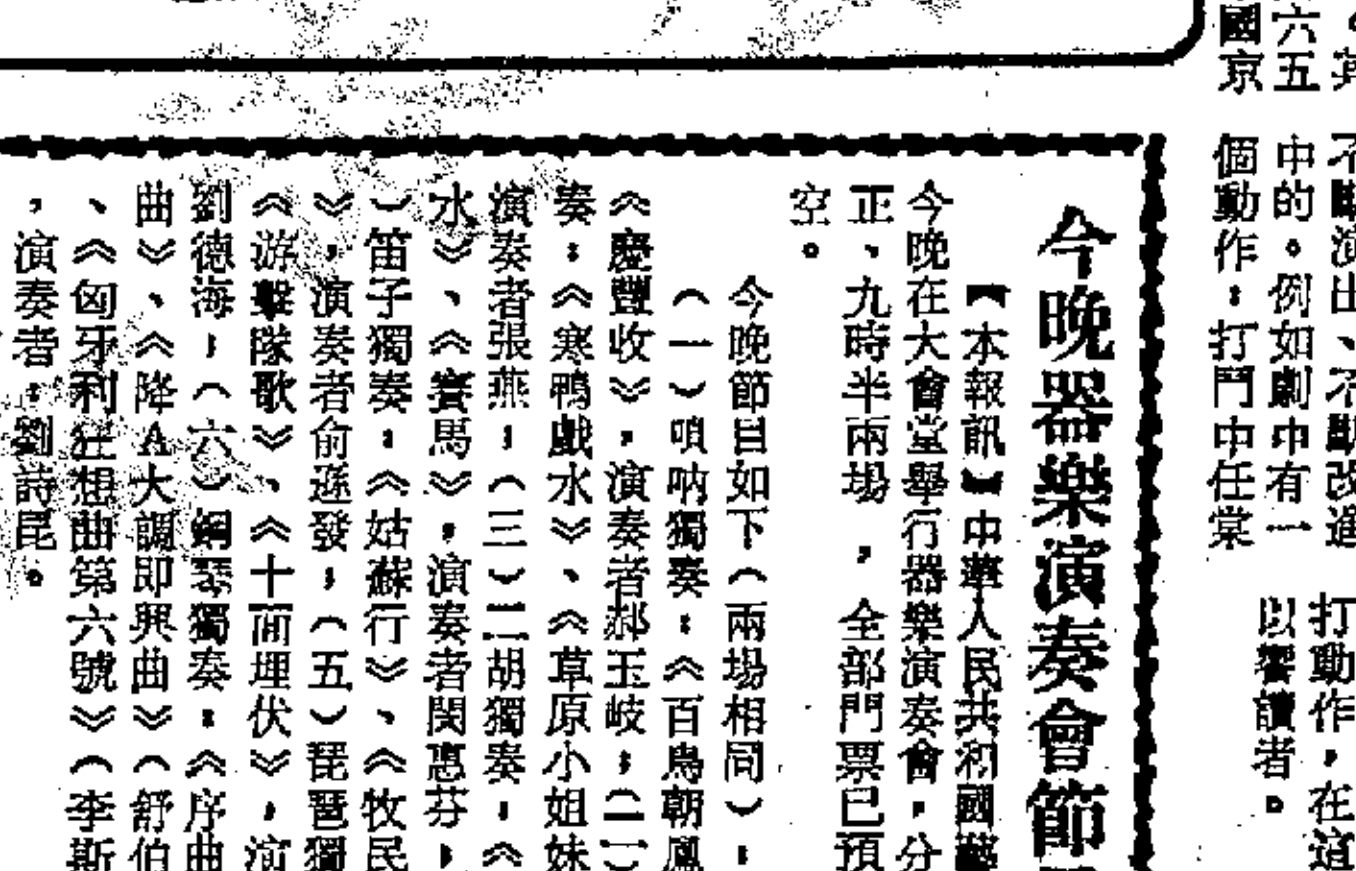 今晚器樂演奏會節
【本報訊】中華人民共和國藝
今晚在大會堂舉行器樂演奏會，分
正、九時半兩場，全部門票已預
空。
今晚節目如下（兩場相同）：
（一）嗩吶獨奏：《百鳥朝鳳
《慶豐收》，演奏者郝玉岐；（二）
奏：《寒鴨戲水》、《草原小姐妹
演奏者張燕；（三）二胡獨奏，《
水》、《賽馬》，演奏者閔惠芬，
）笛子獨奏：《姑蘇行》、《牧民
》，演奏者俞遜發；（五）琵琶獨
《游擊隊歌》、《十面埋伏》，演
劉德海；（六）鋼琴獨奏：《序曲
曲》、《降A大調即興曲》（舒伯
、《匈牙利狂想曲第六號》（李斯
，演奏者：劉詩昆。
六五
國京
不斷演出、不斷改進
中的。例如劇中有一
個動作：打鬥中任棠
打動作，在這
以饗讀者。